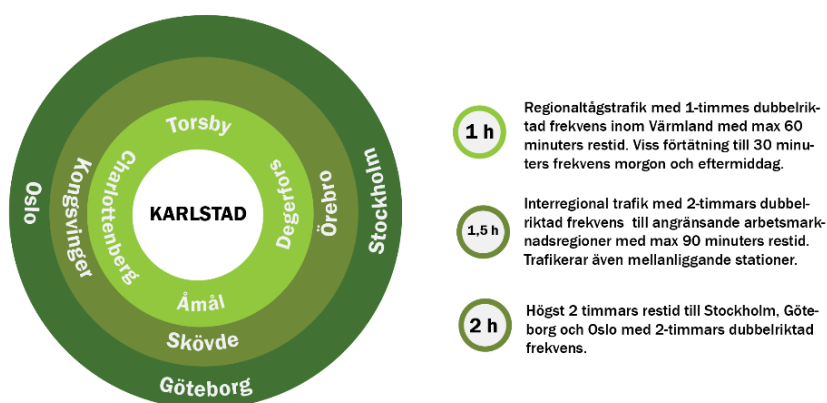 Torsby
Charlottenberg
Degerfors
Åmål
KARLSTAD
Kongsvinger
Örebro
Skövde
Oslo
Stockholm
Göteborg
1 h
Regionaltågstrafik med 1-timmes dubbelrik-
tad frekvens inom Värmland med max 60
minuters restid. Viss förtätning till 30 minu-
ters frekvens morgon och eftermiddag.
1,5 h
Interregional trafik med 2-timmars dubbel-
riktad frekvens till angränsande arbetsmark-
nadsregioner med max 90 minuters restid.
Trafikerar även mellanliggande stationer.
2 h
Högst 2 timmars restid till Stockholm, Göte-
borg och Oslo med 2-timmars dubbelriktad
frekvens.